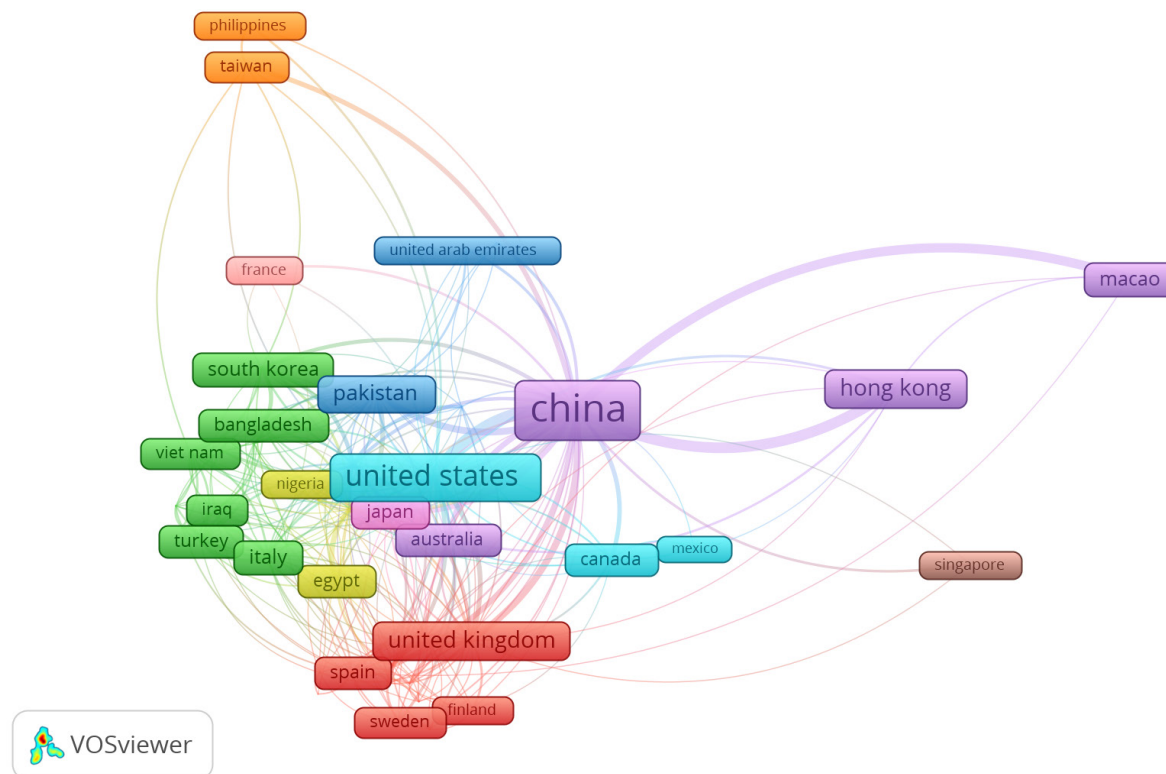 philippines
taiwan
united arab emirates
france
macao
south korea
pakistan
hong kong
china
bangladesh
viet nam
united states
nigeria
iraq
japan
turkey
australia
italy
canada
mexico
singapore
egypt
united kingdom
spain
finland
sweden
VOSviewer